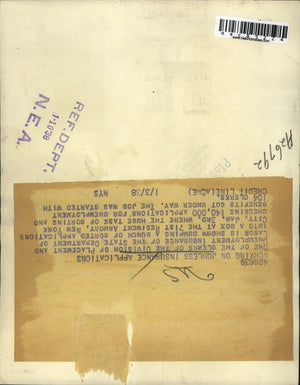 REF. DEPT.
1-10-38
N. E. A.
A26792
428639
WORKING ON JOBLESS INSURANCE APPLICATIONS
ONE OF THE CLERKS OF THE DIVISION OF PLACEMENT AND
UNEMPLOYMENT INSURANCE OF THE STATE DEPARTMENT OF
LABOR IS SHOWN DUMPING A BUNCH OF SORTED APPLICATIONS
INTO A BOX AT THE 71ST REGIMENT ARMORY, NEW YORK
CITY, JAN. 3RD, WHERE THE HUGE TASK OF SORTING AND
CHECKING 140,000 APPLICATIONS FOR UNEMPLOYMENT
BENEFITS GOT UNDER WAY. THE JOB WAS STARTED WITH
104 CLERKS.
CREDIT LINE (ACME) 1/3/38 NYS